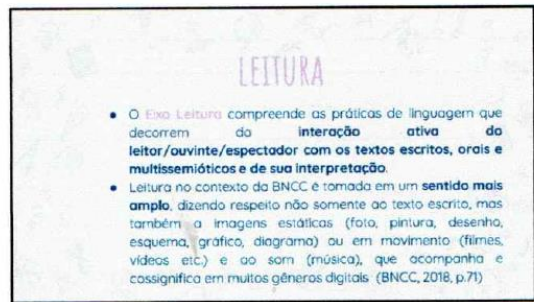 LEITURA
• O Eixo Leitura compreende as práticas de linguagem que
decorrem da interação ativa do
leitor/ouvinte/espectador com os textos escritos, orais e
multissemióticos e de sua interpretação.
• Leitura no contexto da BNCC é tomada em um sentido mais
amplo, dizendo respeito não somente ao texto escrito, mas
também a imagens estáticas (foto, pintura, desenho,
esquema, gráfico, diagrama) ou em movimento (filmes,
vídeos etc.) e ao som (música), que acompanha e
cossignifica em muitos gêneros digitais (BNCC, 2018, p.71)